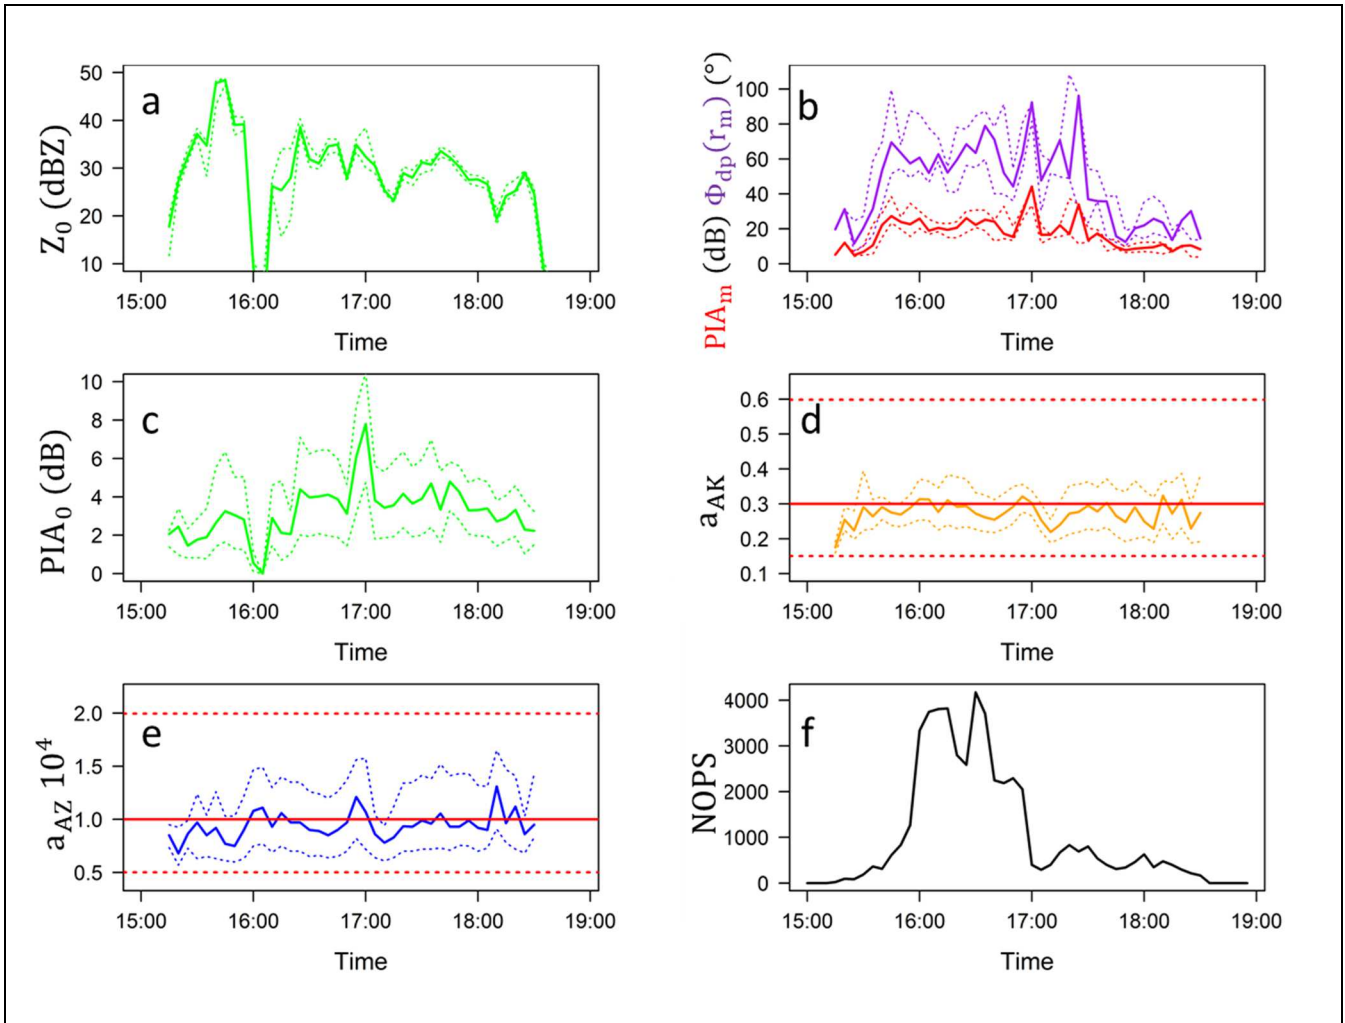 a
Z₀ (dBZ)
50
40
30
20
10
15:00 16:00 17:00 18:00 19:00
Time
b
PIAₘ (dB) Φdp(rₘ) (°)
100
80
60
40
20
0
15:00 16:00 17:00 18:00 19:00
Time
c
PIA₀ (dB)
10
8
6
4
2
0
15:00 16:00 17:00 18:00 19:00
Time
d
aAK
0.6
0.5
0.4
0.3
0.2
0.1
15:00 16:00 17:00 18:00 19:00
Time
e
aAZ 10⁴
2.0
1.5
1.0
0.5
15:00 16:00 17:00 18:00 19:00
Time
f
NOPS
4000
3000
2000
1000
0
15:00 16:00 17:00 18:00 19:00
Time